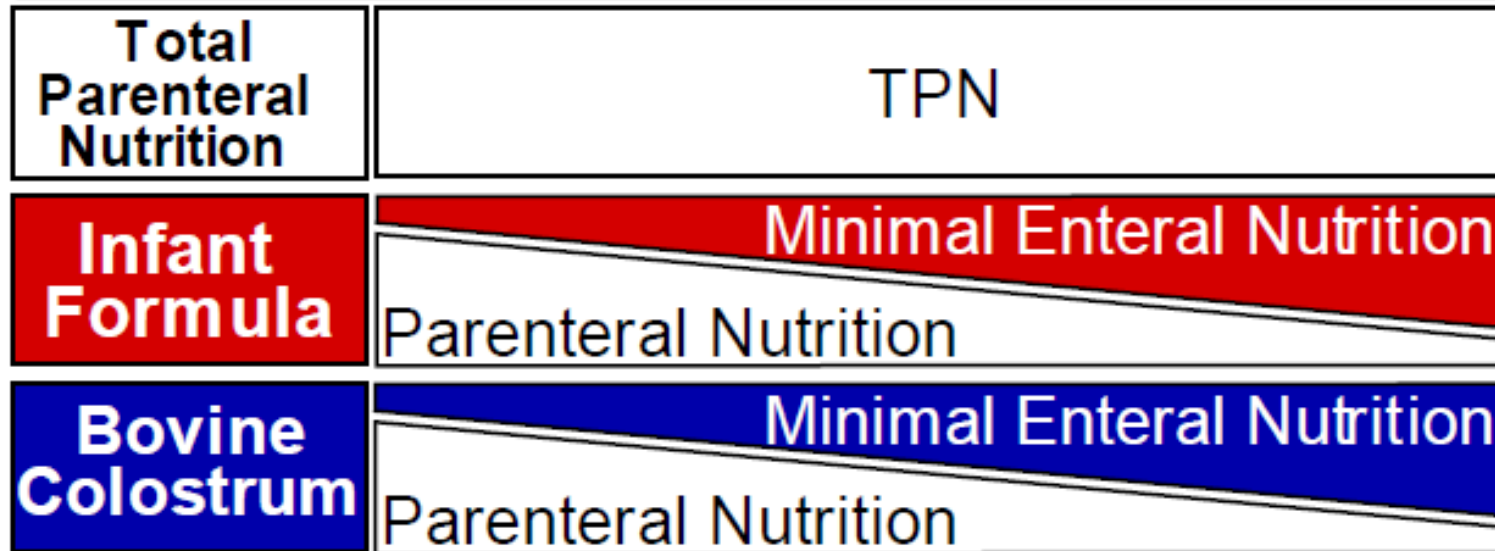 Total
Parenteral
Nutrition
TPN
Infant
Formula
Minimal Enteral Nutrition
Parenteral Nutrition
Bovine
Colostrum
Minimal Enteral Nutrition
Parenteral Nutrition